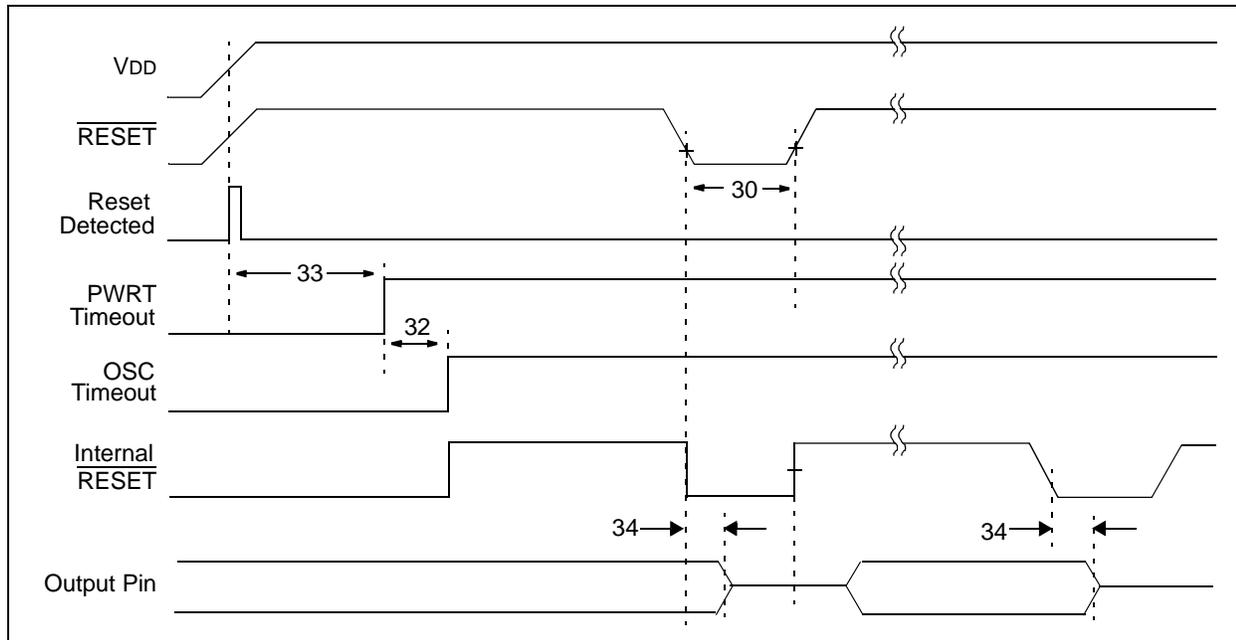 VDD
RESET
30
Reset
Detected
33
PWRT
Timeout
32
OSC
Timeout
Internal
RESET
34
34
Output Pin